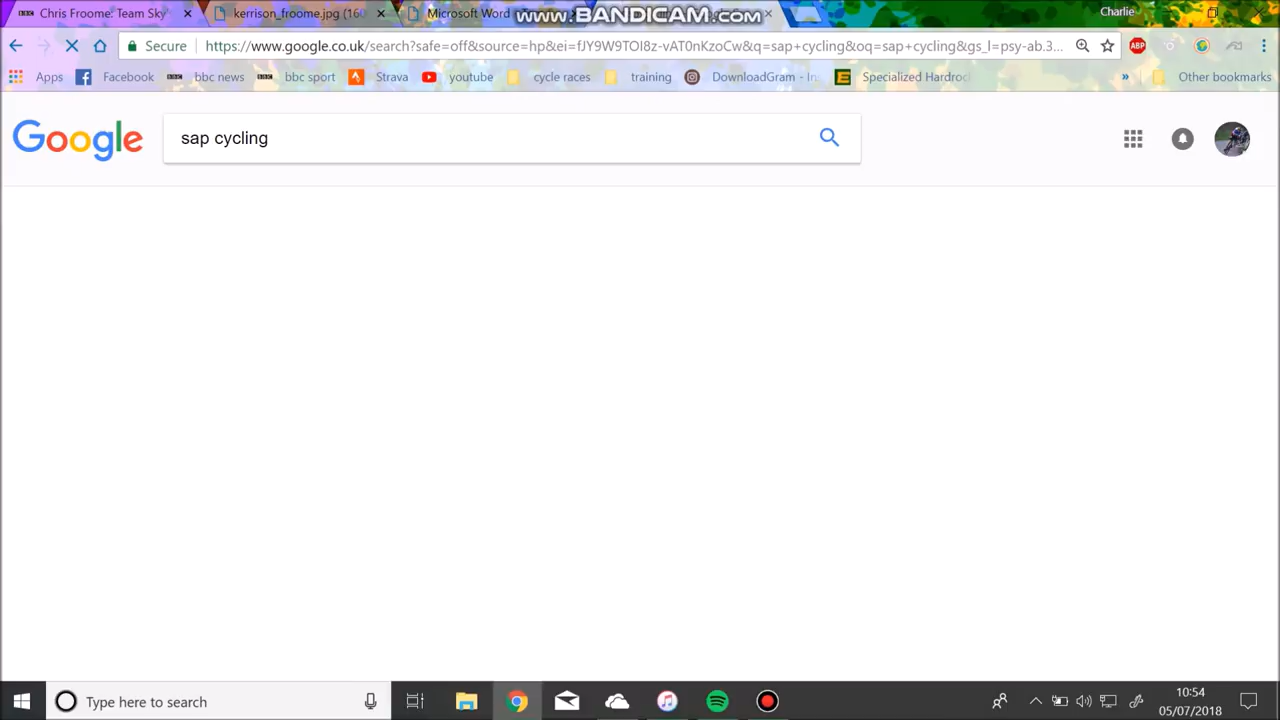 Chris Froome: Team Sky
kerrison_froome.jpg (160
Microsoft Word
www.BANDICAM.com
Charlie
Secure
https://www.google.co.uk/search?safe=off&source=hp&ei=fJY9W9TOI8z-vAT0nKzoCw&q=sap+cycling&oq=sap+cycling&gs_l=psy-ab.3...
ABP
Apps
Facebook
bbc news
bbc sport
Strava
youtube
cycle races
training
DownloadGram - In
Specialized Hardroc
»
Other bookmarks
Google
sap cycling
Type here to search
10:54
05/07/2018